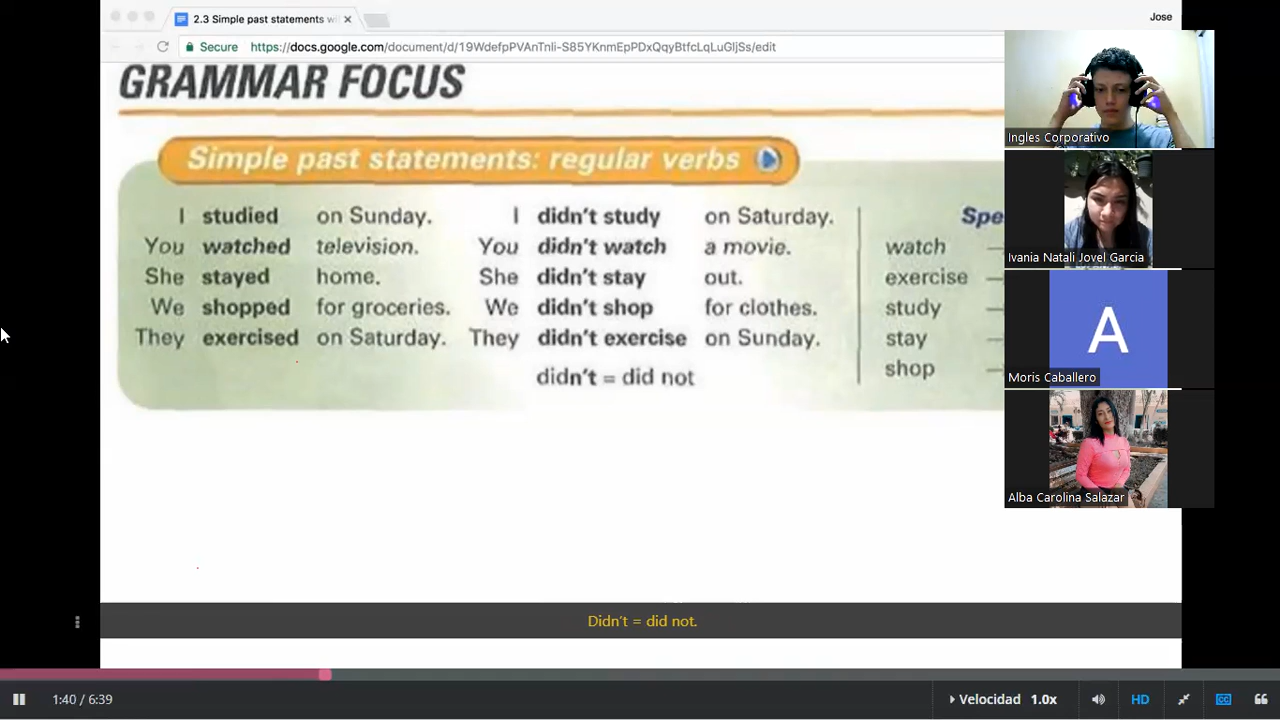 2.3 Simple past statements wi
Jose
Secure https://docs.google.com/document/d/19WdefpPVAnTnli-S85YKnmEpPDxQqyBtfcLqLuGljSs/edit
GRAMMAR FOCUS
Simple past statements: regular verbs
I studied on Sunday. I didn't study on Saturday. Spe
You watched television. You didn't watch a movie. watch
She stayed home. She didn't stay out. exercise
We shopped for groceries. We didn't shop for clothes. study
They exercised on Saturday. They didn't exercise on Sunday. stay
didn't = did not shop
Ingles Corporativo
Ivania Natali Jovel Garcia
A
Moris Caballero
Alba Carolina Salazar
Didn't = did not.
1:40 / 6:39
Velocidad 1.0x
HD
CC